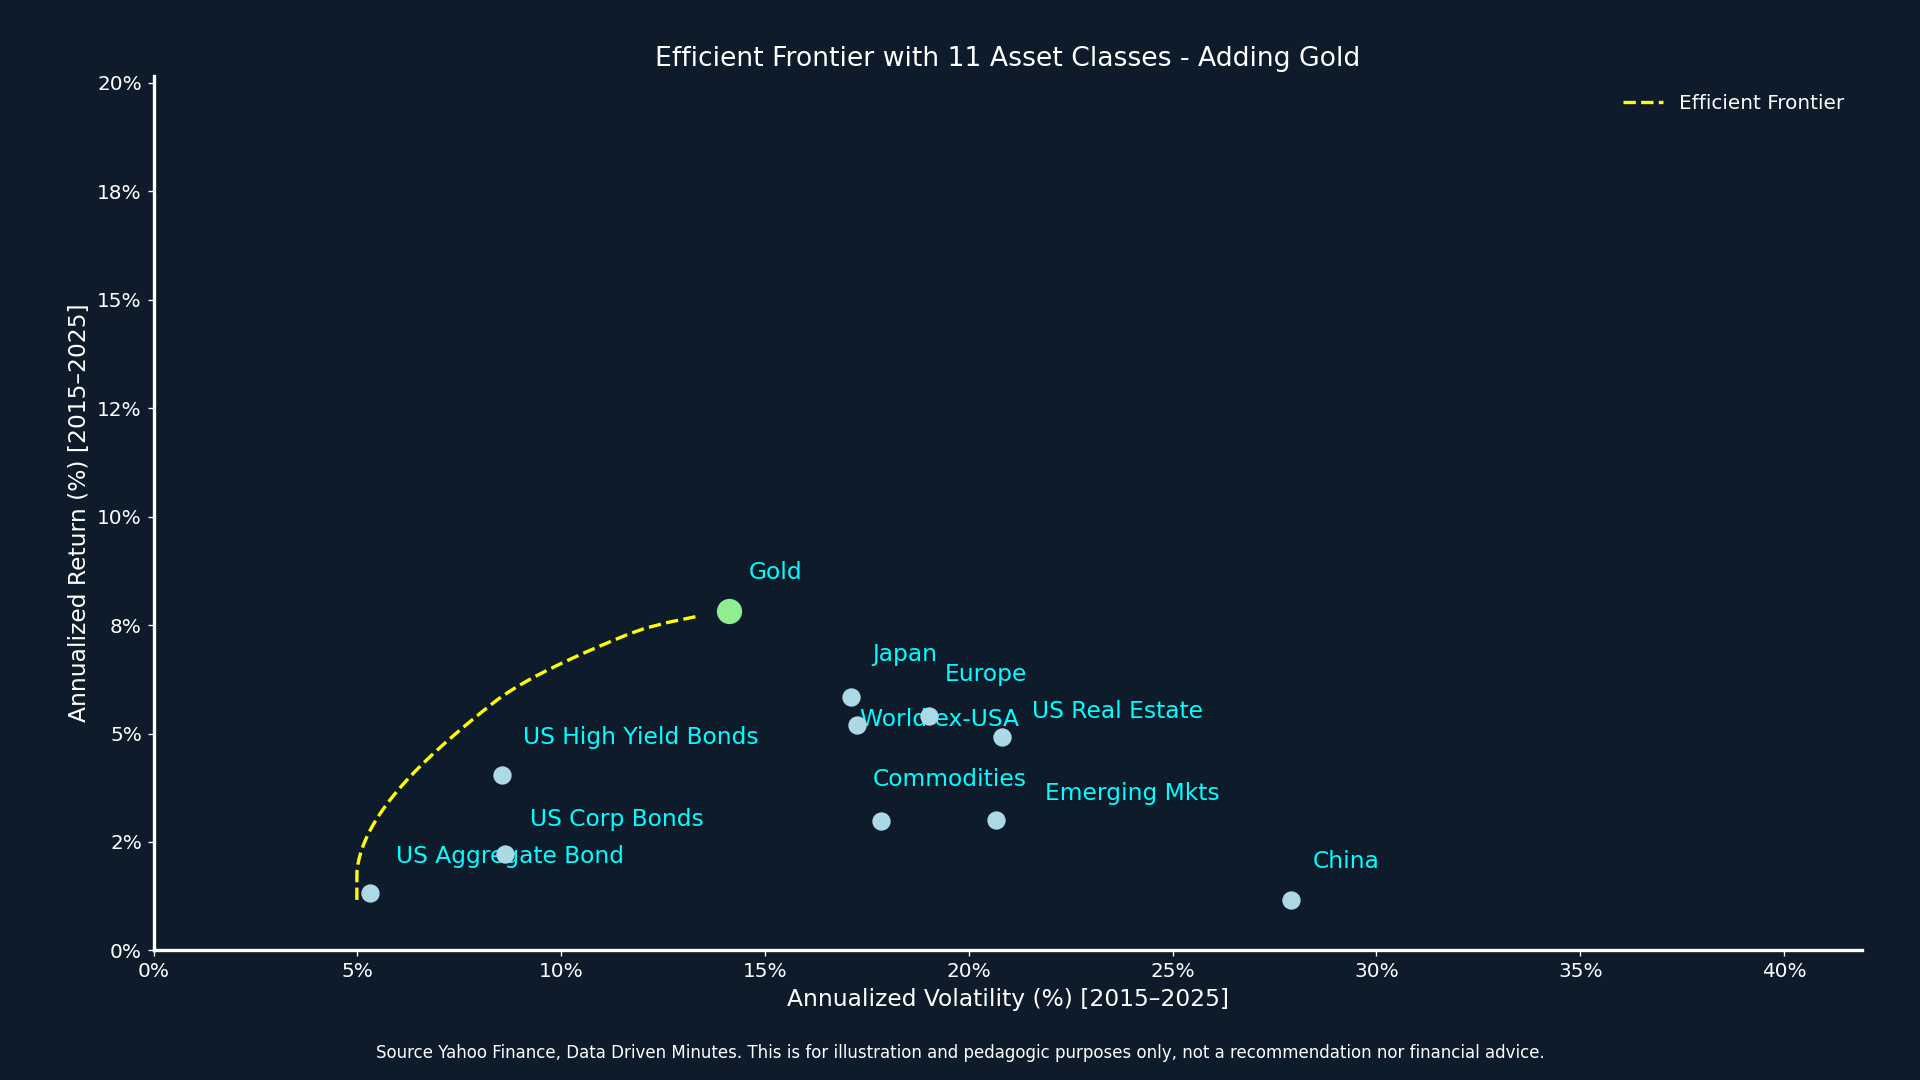 Efficient Frontier with 11 Asset Classes - Adding Gold
Efficient Frontier
Annualized Return (%) [2015–2025]
20%
18%
15%
12%
10%
8%
5%
2%
0%
Gold
Japan
Europe
World ex-USA
US Real Estate
US High Yield Bonds
Commodities
Emerging Mkts
US Corp Bonds
US Aggregate Bond
China
0%
5%
10%
15%
20%
25%
30%
35%
40%
Annualized Volatility (%) [2015–2025]
Source Yahoo Finance, Data Driven Minutes. This is for illustration and pedagogic purposes only, not a recommendation nor financial advice.